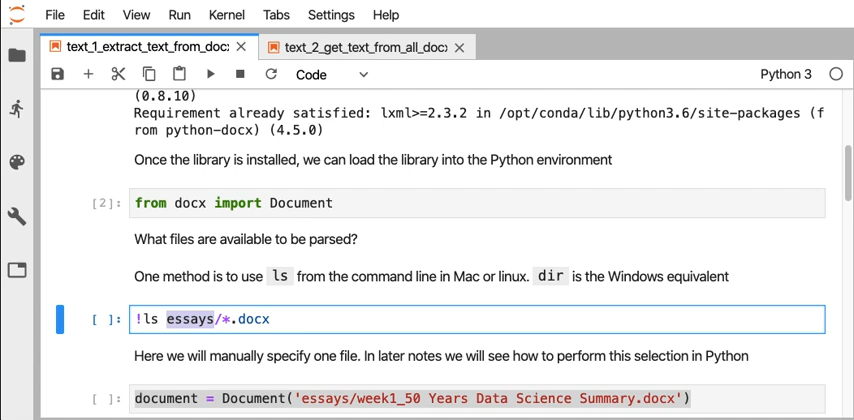 File Edit View Run Kernel Tabs Settings Help
text_1_extract_text_from_doc:
text_2_get_text_from_all_doc:
Code
Python 3
(0.8.10)
Requirement already satisfied: lxml>=2.3.2 in /opt/conda/lib/python3.6/site-packages (f
rom python-docx) (4.5.0)
Once the library is installed, we can load the library into the Python environment
[2]: from docx import Document
What files are available to be parsed?
One method is to use ls from the command line in Mac or linux. dir is the Windows equivalent
[ ]: !ls essays/*.docx
Here we will manually specify one file. In later notes we will see how to perform this selection in Python
[ ]: document = Document('essays/week1_50 Years Data Science Summary.docx')